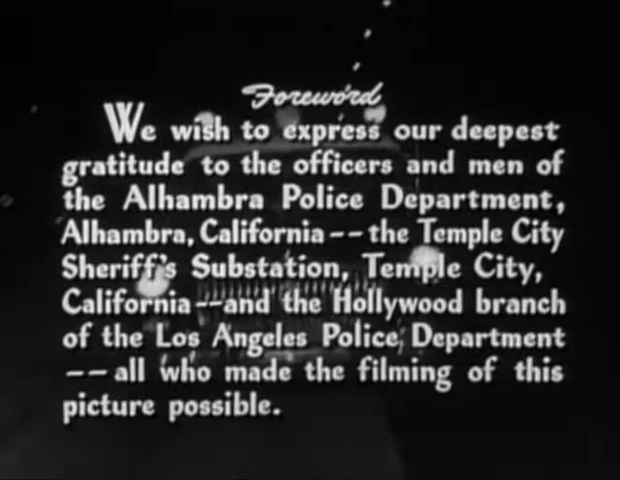 Foreword
We wish to express our deepest
gratitude to the officers and men of
the Alhambra Police Department,
Alhambra, California -- the Temple City
Sheriff's Substation, Temple City,
California -- and the Hollywood branch
of the Los Angeles Police Department
-- all who made the filming of this
picture possible.